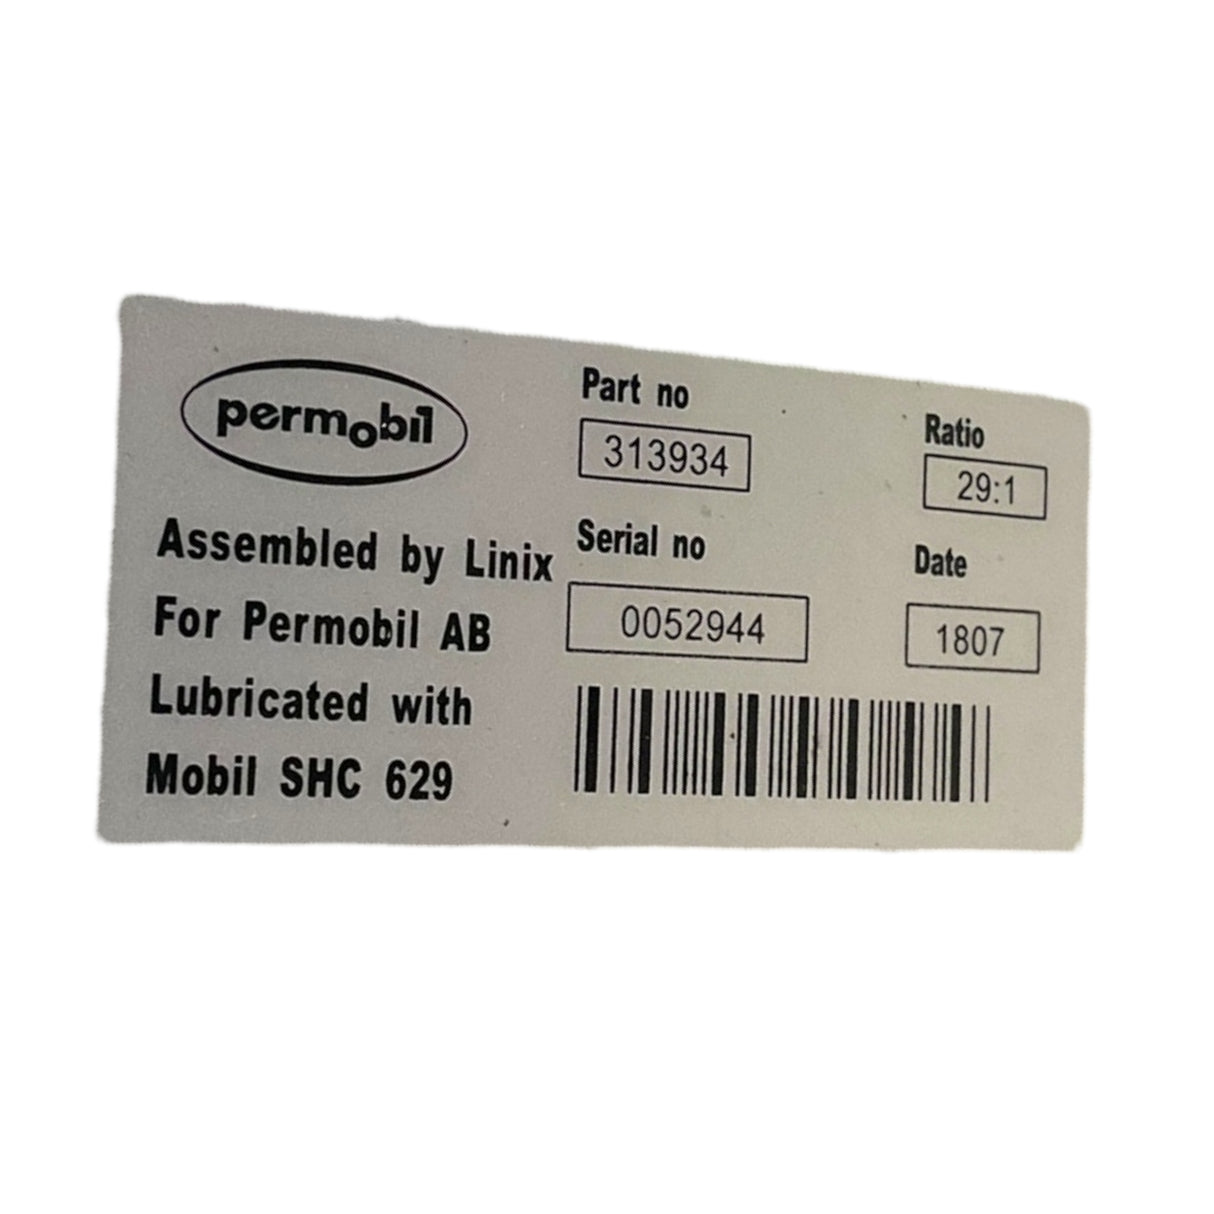 permobil
Assembled by Linix
For Permobil AB
Lubricated with
Mobil SHC 629
Part no
313934
Serial no
0052944
Ratio
29:1
Date
1807